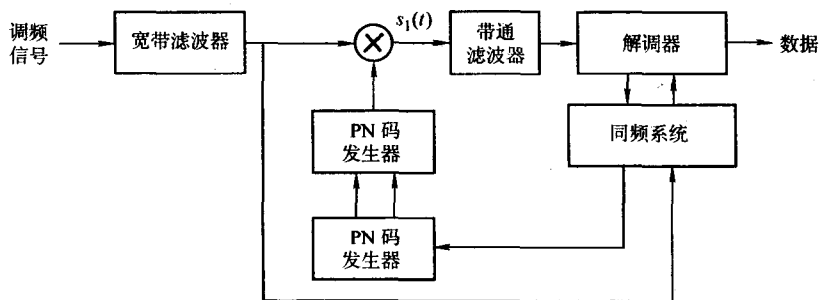 调频
信号
宽带滤波器
s₁(t)
带通
滤波器
解调器
数据
PN 码
发生器
同频系统
PN 码
发生器